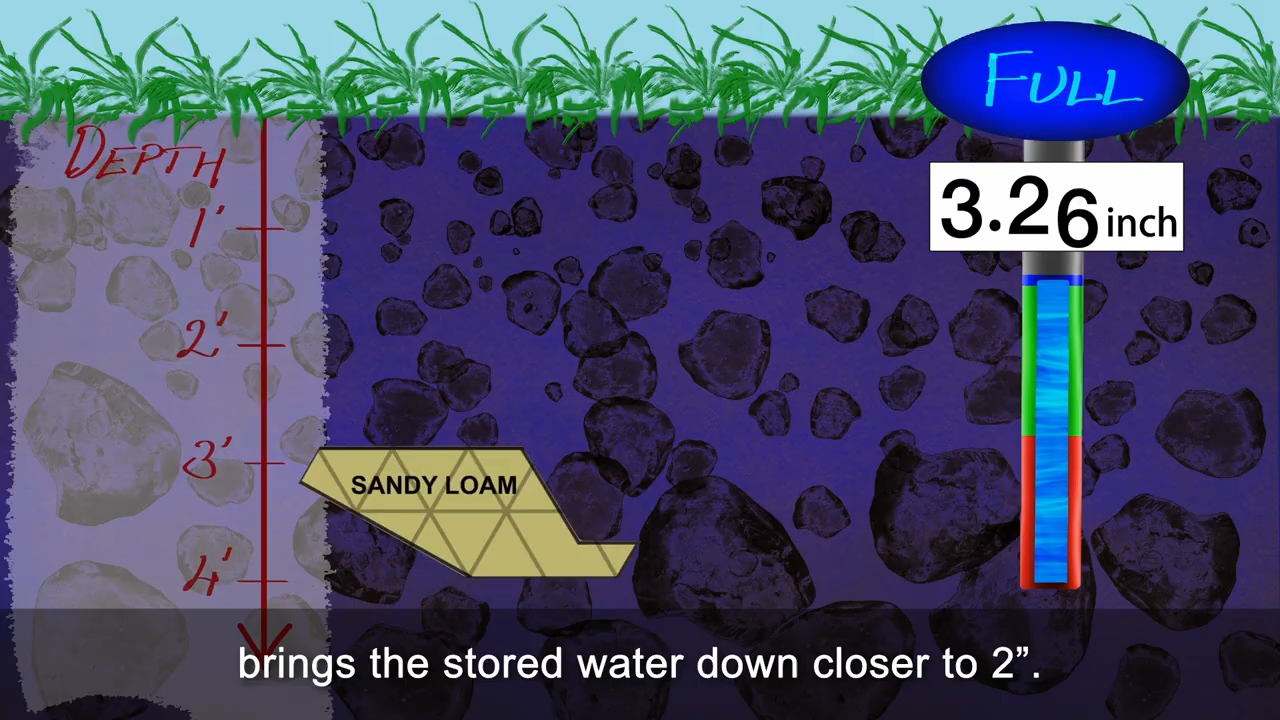 FULL
DEPTH
3.26 inch
1'
2'
3'
SANDY LOAM
4'
brings the stored water down closer to 2”.